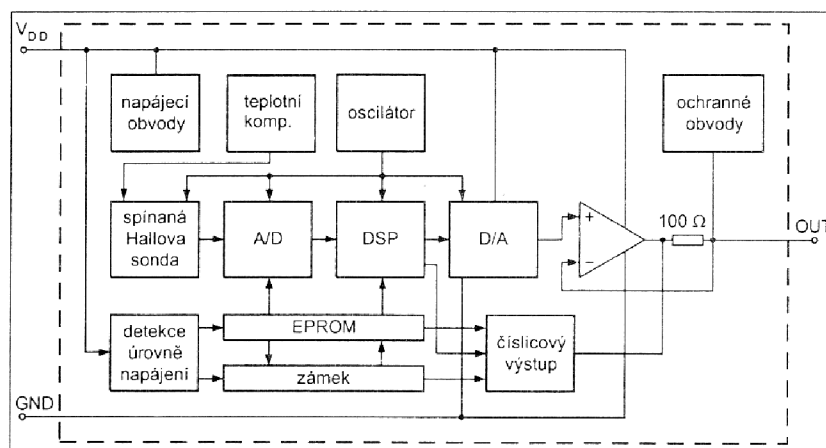 V_DD
napájecí
obvody
teplotní
komp.
oscilátor
ochranné
obvody
spínaná
Hallova
sonda
A/D
DSP
D/A
+
−
100 Ω
OUT
detekce
úrovně
napájení
EPROM
zámek
číslicový
výstup
GND